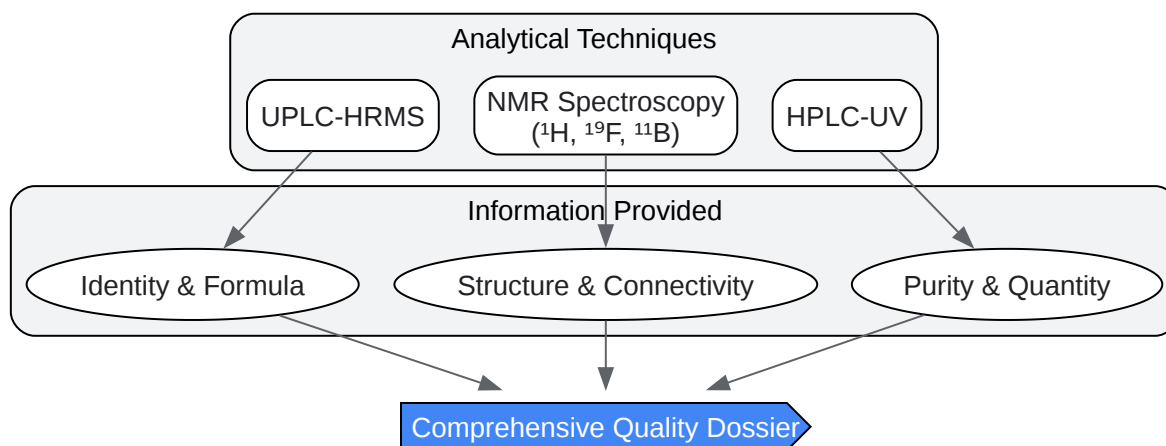 Analytical Techniques
UPLC-HRMS
NMR Spectroscopy
(¹H, ¹⁹F, ¹¹B)
HPLC-UV
Information Provided
Identity & Formula
Structure & Connectivity
Purity & Quantity
Comprehensive Quality Dossier